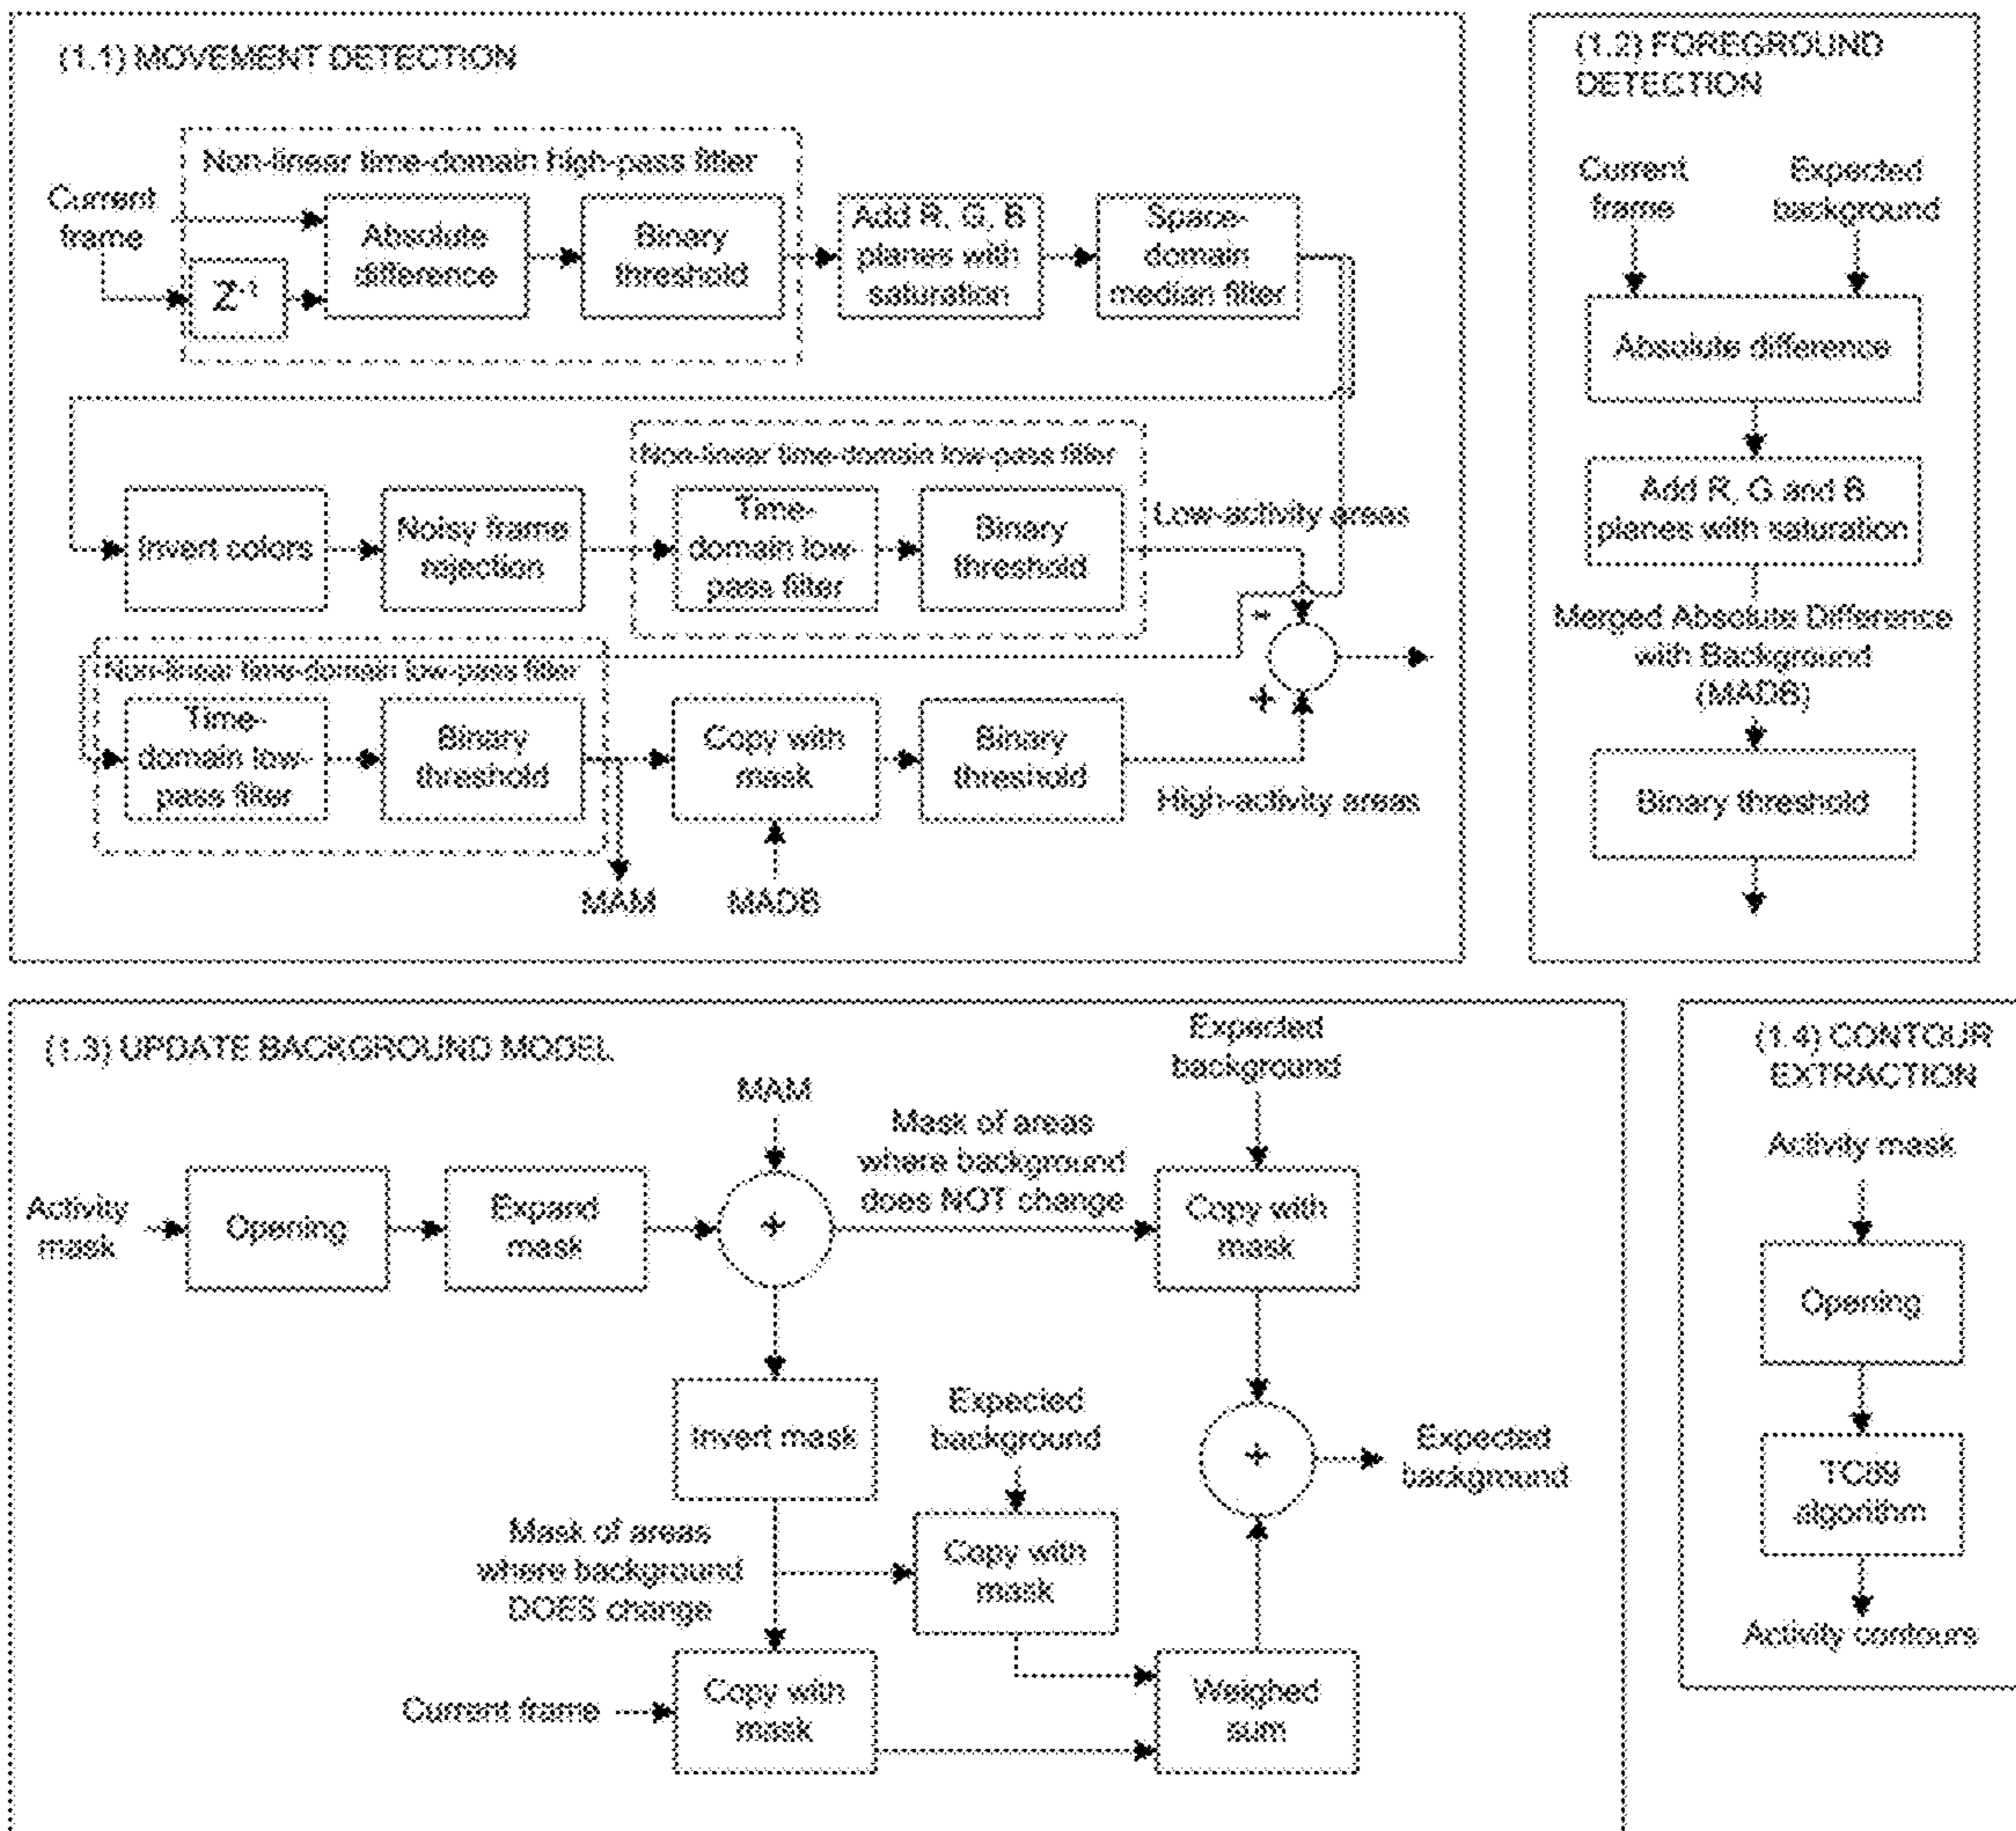 (1.1) MOVEMENT DETECTION
Non-linear time-domain high-pass filter
Current
frame
Z-1
Absolute
difference
Binary
threshold
Add R, G, B
planes with
saturation
Space-
domain
median filter
Non-linear time-domain low-pass filter
Invert colors
Noisy frame
rejection
Time-
domain low-
pass filter
Binary
threshold
Low-activity areas
-
+
Non-linear time-domain low-pass filter
Time-
domain low-
pass filter
Binary
threshold
Copy with
mask
Binary
threshold
High-activity areas
MAM
MADB
(1.2) FOREGROUND
DETECTION
Current
frame
Expected
background
Absolute difference
Add R, G and B
planes with saturation
Merged Absolute Difference
with Background
(MADB)
Binary threshold
(1.3) UPDATE BACKGROUND MODEL
Activity
mask
Opening
Expand
mask
MAM
+
Mask of areas
where background
does NOT change
Expected
background
Copy with
mask
Invert mask
Expected
background
Mask of areas
where background
DOES change
Copy with
mask
+
Expected
background
Current frame
Copy with
mask
Weighed
sum
(1.4) CONTOUR
EXTRACTION
Activity mask
Opening
TC89
algorithm
Activity contours